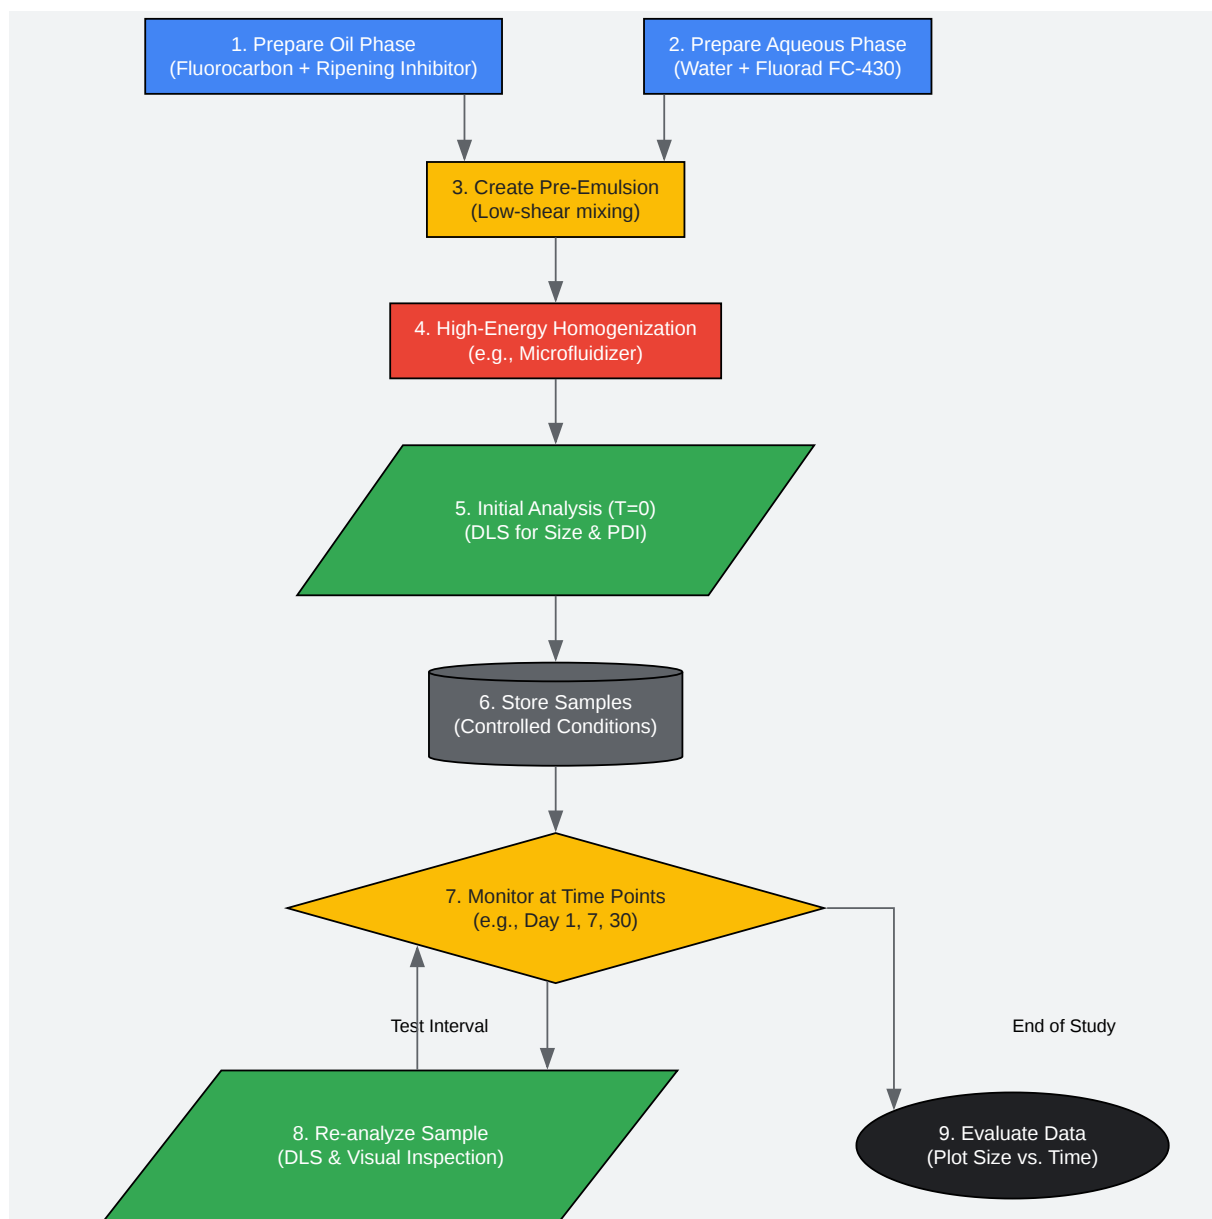 1. Prepare Oil Phase
(Fluorocarbon + Ripening Inhibitor)
2. Prepare Aqueous Phase
(Water + Fluorad FC-430)
3. Create Pre-Emulsion
(Low-shear mixing)
4. High-Energy Homogenization
(e.g., Microfluidizer)
5. Initial Analysis (T=0)
(DLS for Size & PDI)
6. Store Samples
(Controlled Conditions)
7. Monitor at Time Points
(e.g., Day 1, 7, 30)
Test Interval
End of Study
8. Re-analyze Sample
(DLS & Visual Inspection)
9. Evaluate Data
(Plot Size vs. Time)